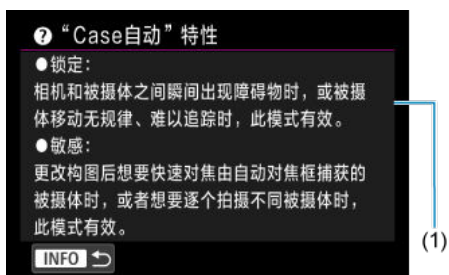 ? “Case自动”特性
●锁定：
相机和被摄体之间瞬间出现障碍物时，或被摄
体移动无规律、难以追踪时，此模式有效。
●敏感：
更改构图后想要快速对焦由自动对焦框捕获的
被摄体时，或者想要逐个拍摄不同被摄体时，
此模式有效。
INFO
(1)